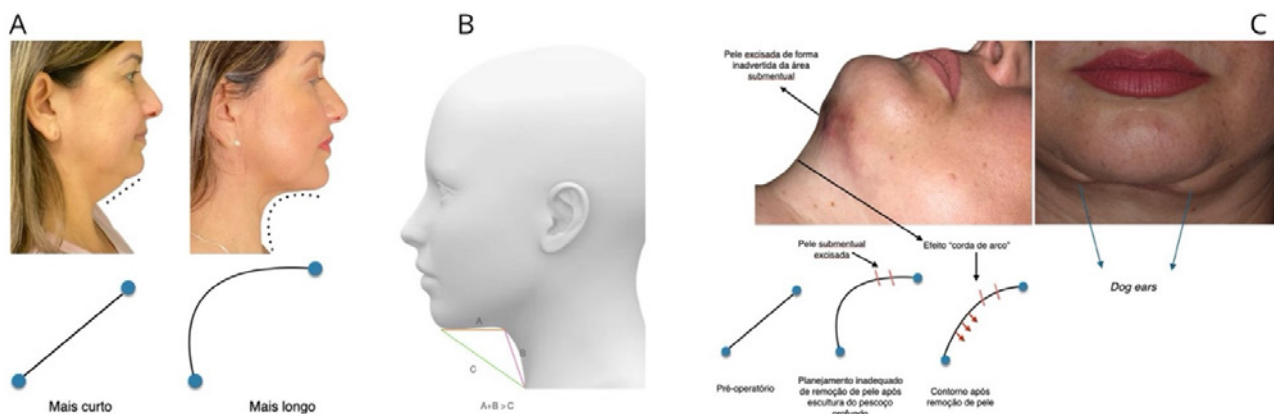 A
Mais curto
Mais longo
B
A
B
C
A+B>C
C
Pele excisada de forma
inadvertida da área
submentual
Pele submentual
excisada
Efeito "corda de arco"
Dog ears
Pré-operatório
Planejamento inadequado
de remoção de pele após
escultura do pescoço
profundo
Contorno após
remoção de pele